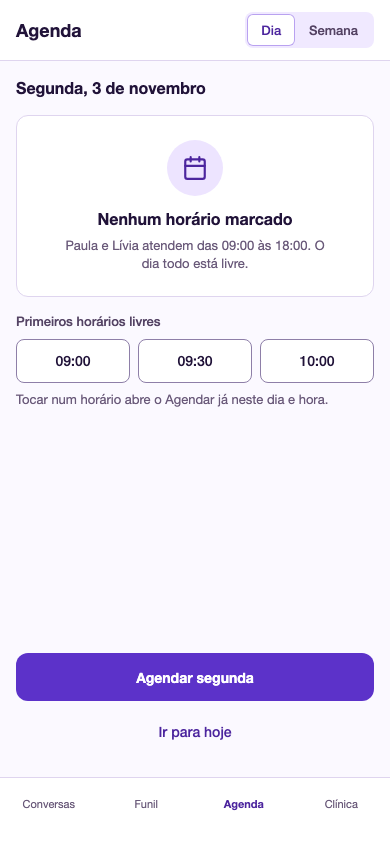 Agenda
Dia
Semana
Segunda, 3 de novembro
Nenhum horário marcado
Paula e Lívia atendem das 09:00 às 18:00. O
dia todo está livre.
Primeiros horários livres
09:00
09:30
10:00
Tocar num horário abre o Agendar já neste dia e hora.
Agendar segunda
Ir para hoje
Conversas
Funil
Agenda
Clínica